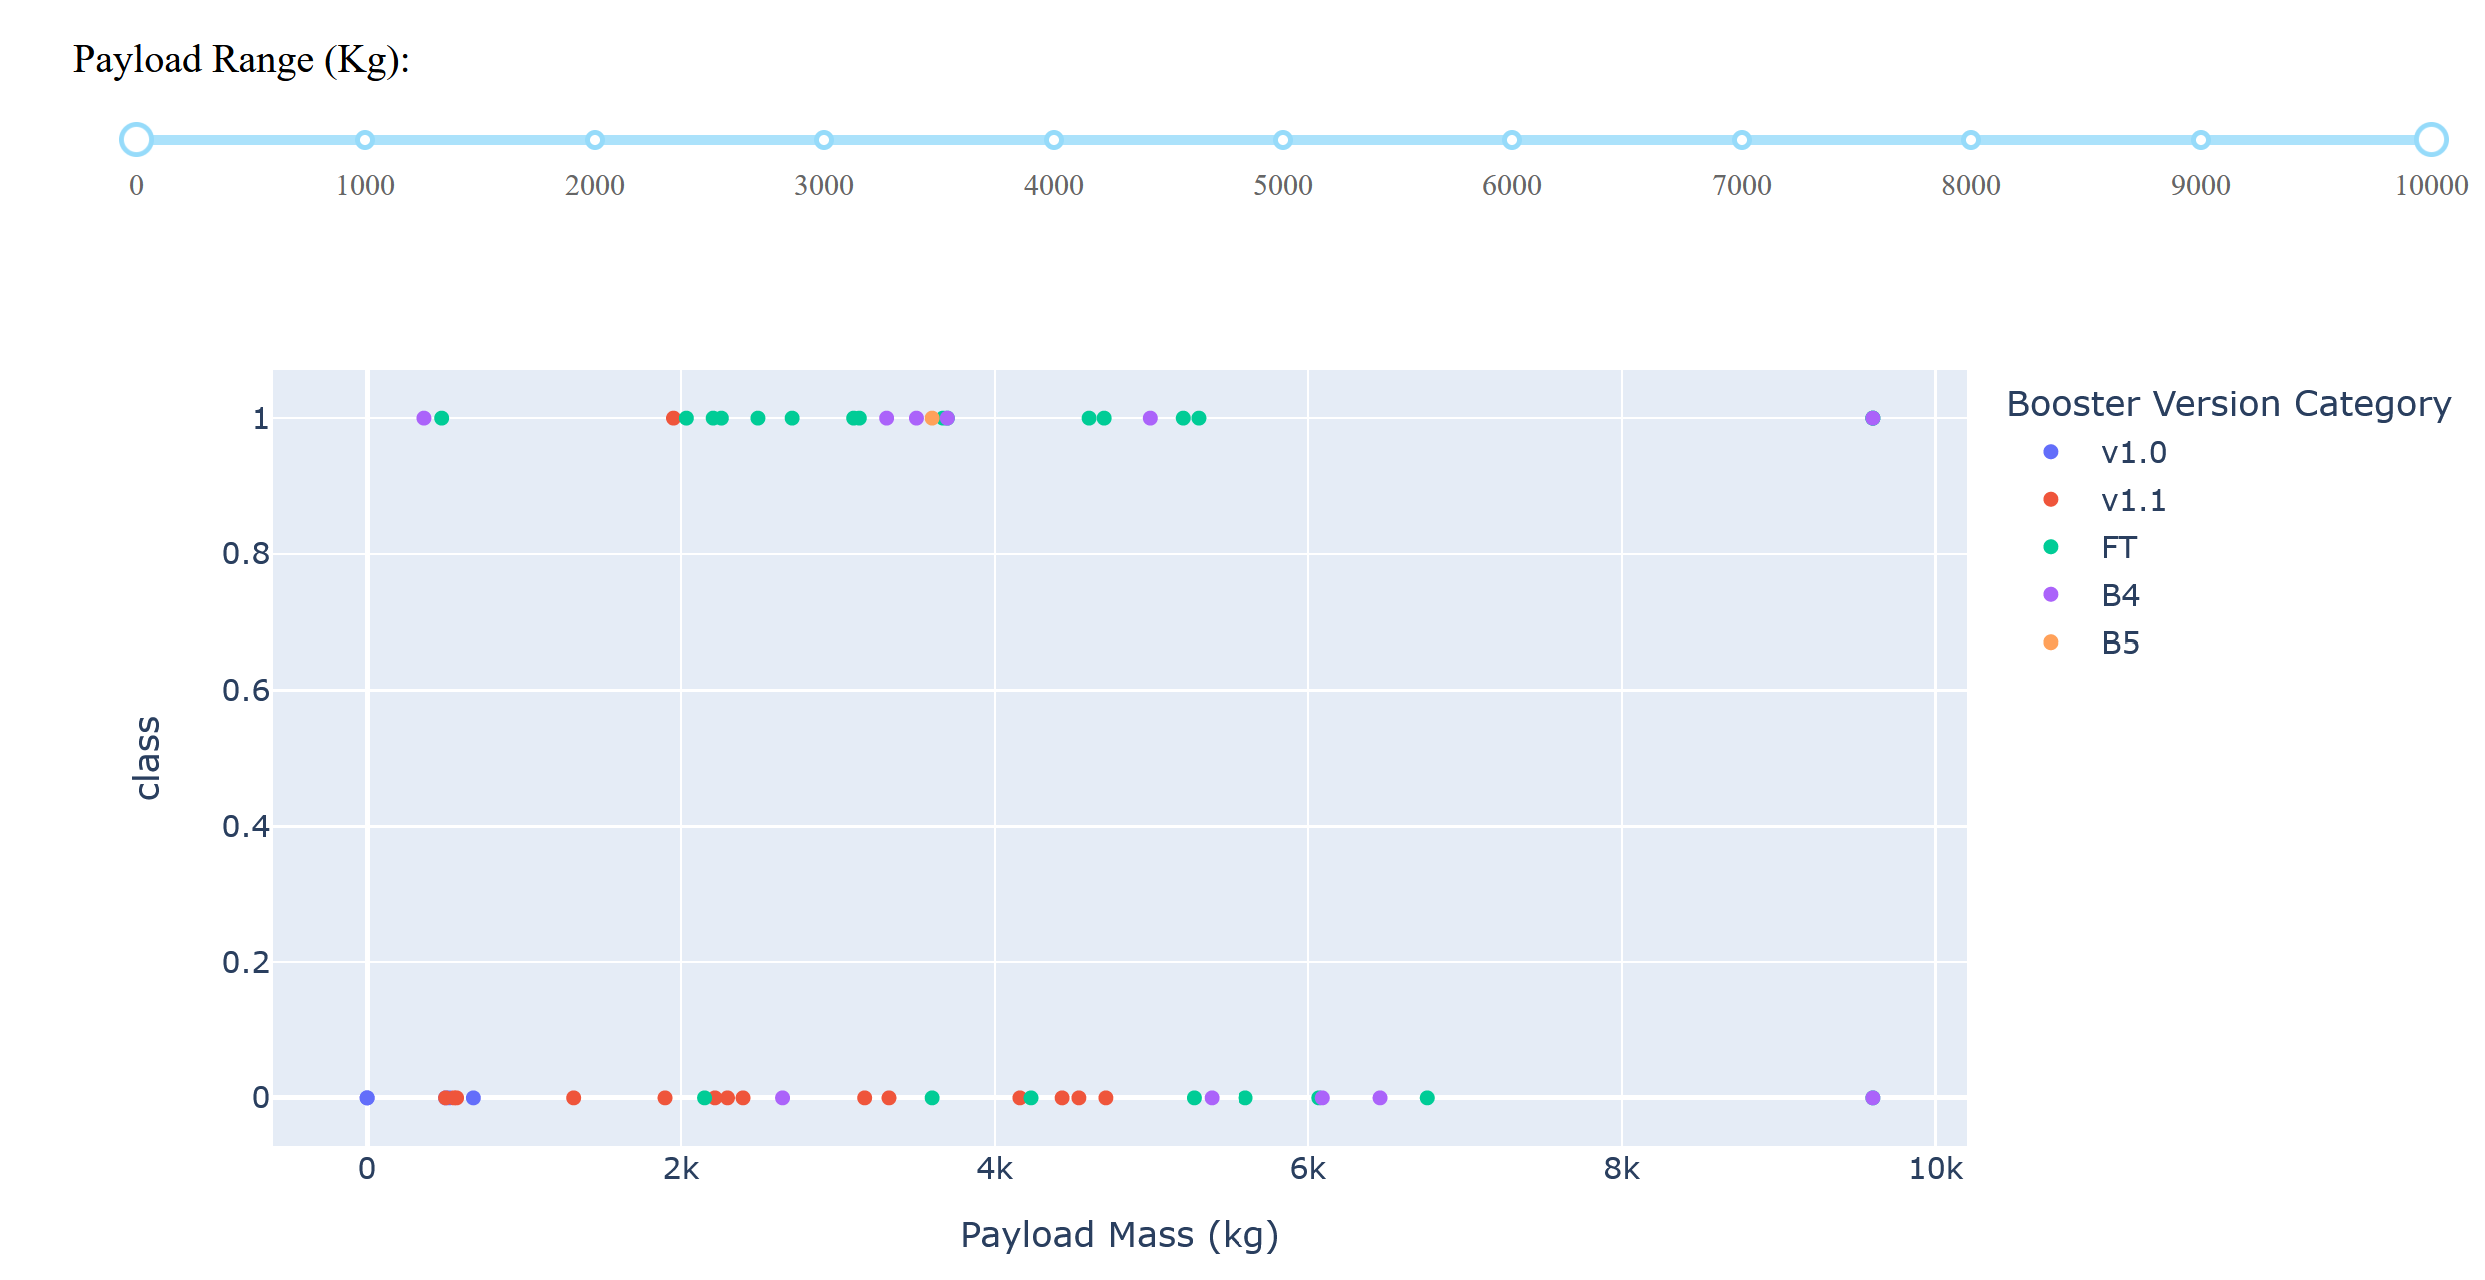 Payload Range (Kg):
0 1000 2000 3000 4000 5000 6000 7000 8000 9000 10000
Booster Version Category
v1.0
v1.1
FT
B4
B5
1
0.8
0.6
0.4
0.2
0
class
0 2k 4k 6k 8k 10k
Payload Mass (kg)